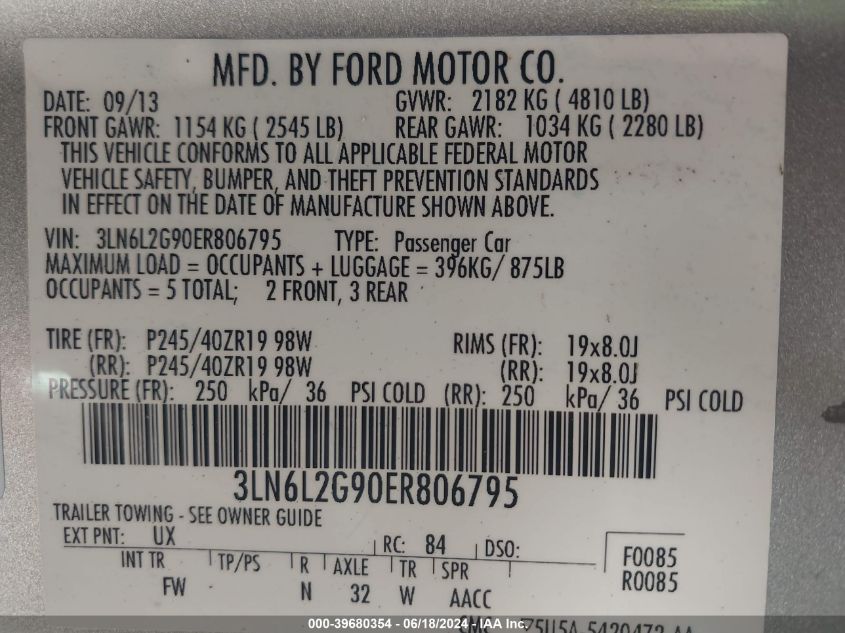 MFD. BY FORD MOTOR CO.
DATE: 09/13 GVWR: 2182 KG ( 4810 LB)
FRONT GAWR: 1154 KG ( 2545 LB) REAR GAWR: 1034 KG ( 2280 LB)
THIS VEHICLE CONFORMS TO ALL APPLICABLE FEDERAL MOTOR
VEHICLE SAFETY, BUMPER, AND THEFT PREVENTION STANDARDS
IN EFFECT ON THE DATE OF MANUFACTURE SHOWN ABOVE.
VIN: 3LN6L2G90ER806795 TYPE: Passenger Car
MAXIMUM LOAD = OCCUPANTS + LUGGAGE = 396KG/ 875LB
OCCUPANTS = 5 TOTAL; 2 FRONT, 3 REAR
TIRE (FR): P245/40ZR19 98W RIMS (FR): 19x8.0J
(RR): P245/40ZR19 98W (RR): 19x8.0J
PRESSURE (FR): 250 kPa/ 36 PSI COLD (RR): 250 kPa/ 36 PSI COLD
3LN6L2G90ER806795
TRAILER TOWING - SEE OWNER GUIDE
EXT PNT: UX RC: 84 DSO: F0085
INT TR TP/PS R AXLE TR SPR R0085
FW N 32 W AACC
000-39680354 - 06/18/2024 - IAA Inc.